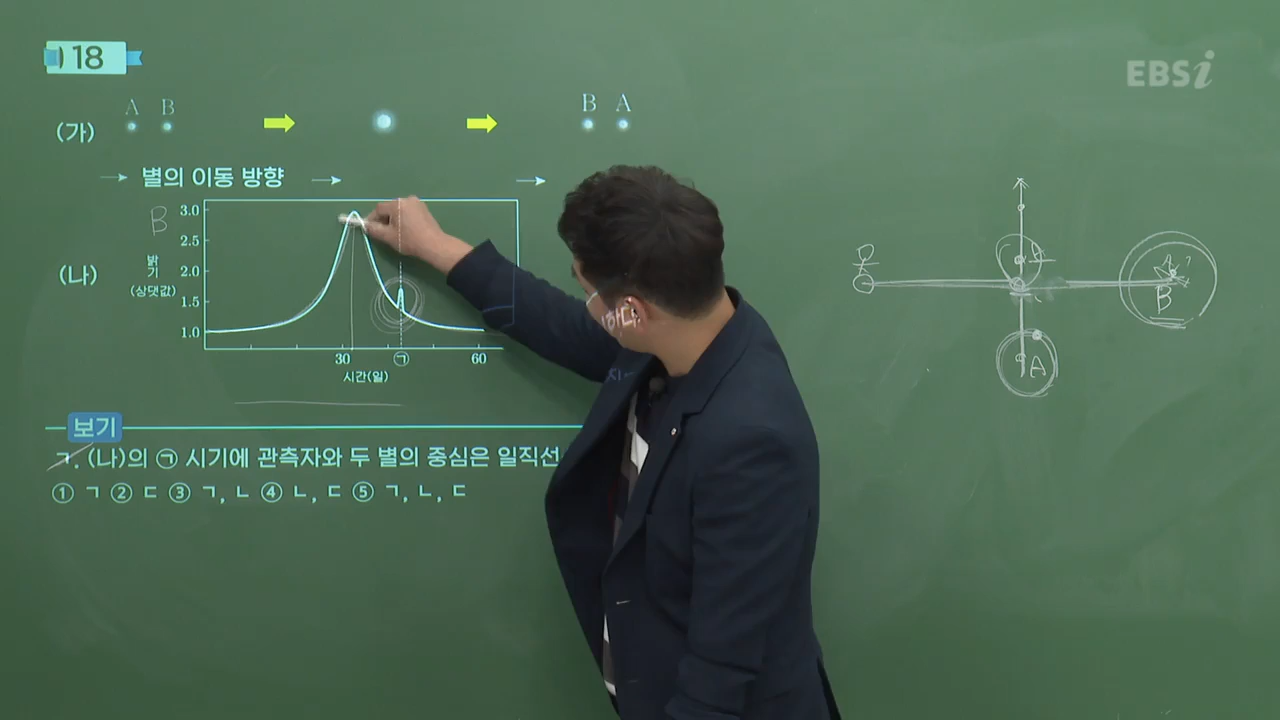 18
EBSi
A B
B A
(가)
별의 이동 방향
B
3.0
2.5
2.0
1.5
1.0
(나)
밝
기
(상댓값)
30 ㉠ 60
시간(일)
A
B
A
하다
보기
ㄱ. (나)의 ㉠ 시기에 관측자와 두 별의 중심은 일직선
① ㄱ ② ㄷ ③ ㄱ, ㄴ ④ ㄴ, ㄷ ⑤ ㄱ, ㄴ, ㄷ